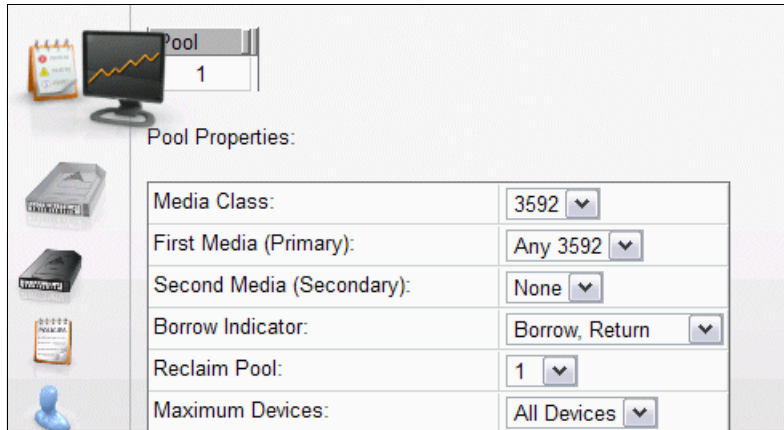 Pool
1
Pool Properties:
Media Class: 3592
First Media (Primary): Any 3592
Second Media (Secondary): None
Borrow Indicator: Borrow, Return
Reclaim Pool: 1
Maximum Devices: All Devices